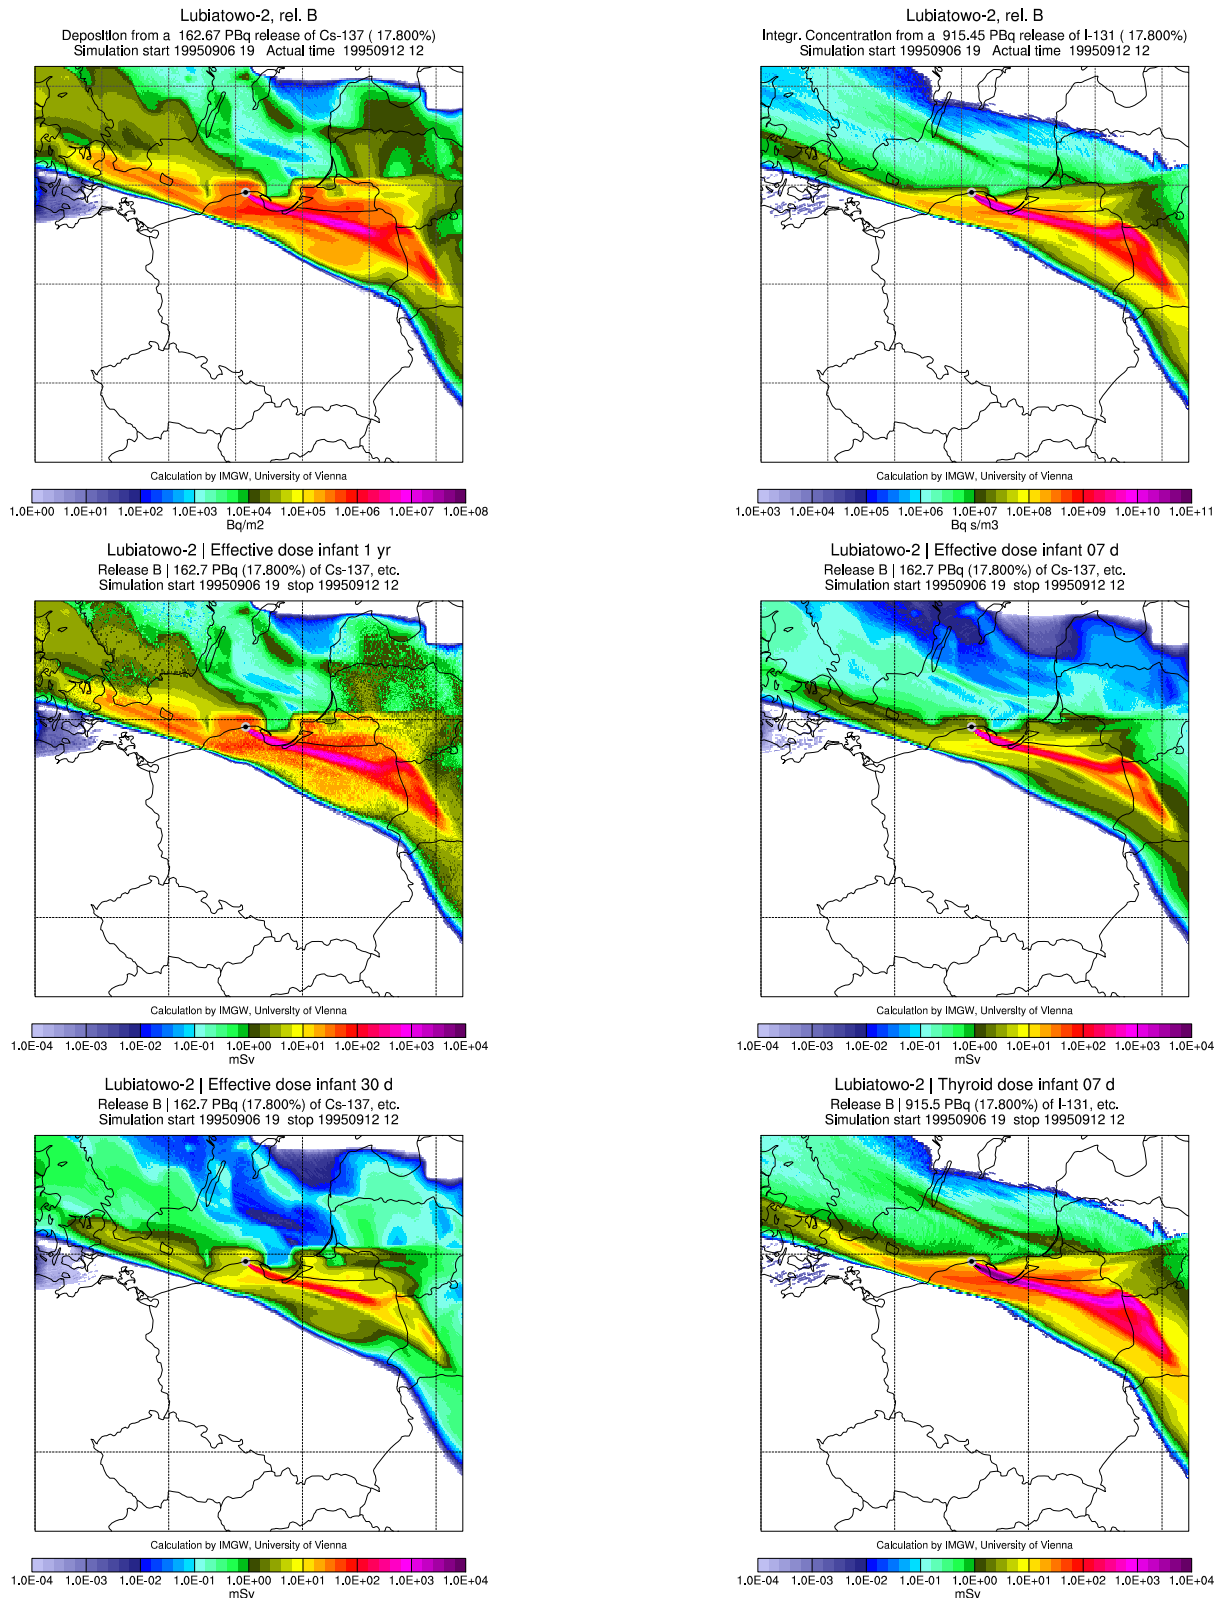 Lubiatowo-2, rel. B
Deposition from a 162.67 PBq release of Cs-137 ( 17.800%)
Simulation start 19950906 19 Actual time 19950912 12
Calculation by IMGW, University of Vienna
1.0E+00 1.0E+01 1.0E+02 1.0E+03 1.0E+04 1.0E+05 1.0E+06 1.0E+07 1.0E+08
Bq/m2
Lubiatowo-2, rel. B
Integr. Concentration from a 915.45 PBq release of I-131 ( 17.800%)
Simulation start 19950906 19 Actual time 19950912 12
Calculation by IMGW, University of Vienna
1.0E+03 1.0E+04 1.0E+05 1.0E+06 1.0E+07 1.0E+08 1.0E+09 1.0E+10 1.0E+11
Bq s/m3
Lubiatowo-2 | Effective dose infant 1 yr
Release B | 162.7 PBq (17.800%) of Cs-137, etc.
Simulation start 19950906 19 stop 19950912 12
Calculation by IMGW, University of Vienna
1.0E-04 1.0E-03 1.0E-02 1.0E-01 1.0E+00 1.0E+01 1.0E+02 1.0E+03 1.0E+04
mSv
Lubiatowo-2 | Effective dose infant 07 d
Release B | 162.7 PBq (17.800%) of Cs-137, etc.
Simulation start 19950906 19 stop 19950912 12
Calculation by IMGW, University of Vienna
1.0E-04 1.0E-03 1.0E-02 1.0E-01 1.0E+00 1.0E+01 1.0E+02 1.0E+03 1.0E+04
mSv
Lubiatowo-2 | Effective dose infant 30 d
Release B | 162.7 PBq (17.800%) of Cs-137, etc.
Simulation start 19950906 19 stop 19950912 12
Calculation by IMGW, University of Vienna
1.0E-04 1.0E-03 1.0E-02 1.0E-01 1.0E+00 1.0E+01 1.0E+02 1.0E+03 1.0E+04
mSv
Lubiatowo-2 | Thyroid dose infant 07 d
Release B | 915.5 PBq (17.800%) of I-131, etc.
Simulation start 19950906 19 stop 19950912 12
Calculation by IMGW, University of Vienna
1.0E-04 1.0E-03 1.0E-02 1.0E-01 1.0E+00 1.0E+01 1.0E+02 1.0E+03 1.0E+04
mSv